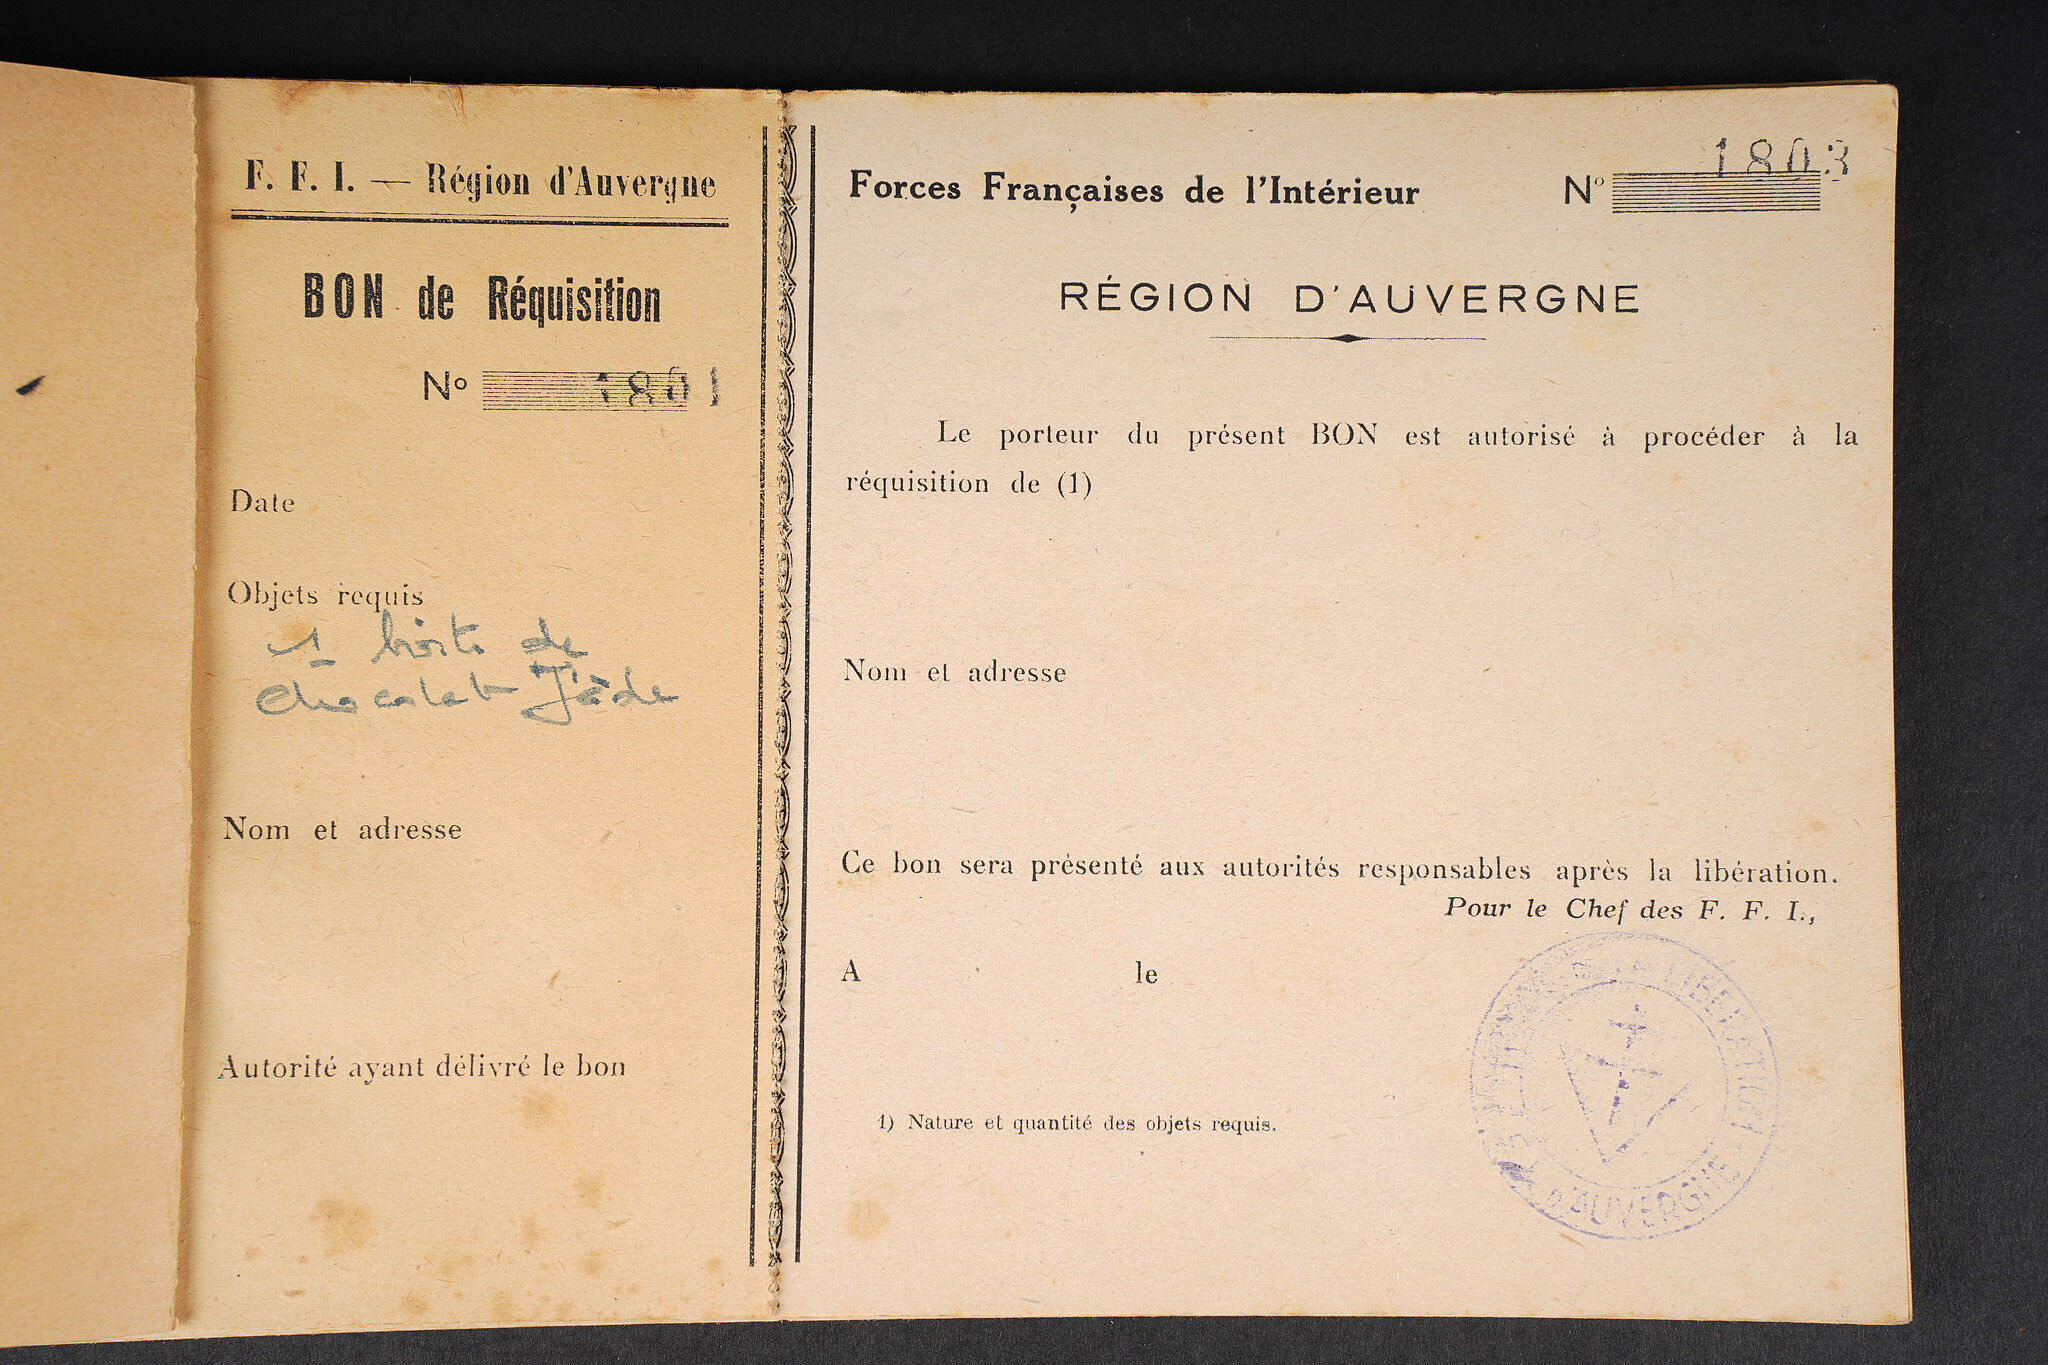 F. F. I. — Région d'Auvergne
BON de Réquisition
No 1801
Date
Objets requis
1 boite de
chocolat Jäde
Nom et adresse
Autorité ayant délivré le bon
Forces Françaises de l'Intérieur
N° 1803
RÉGION D'AUVERGNE
Le porteur du présent BON est autorisé à procéder à la
réquisition de (1)
Nom et adresse
Ce bon sera présenté aux autorités responsables après la libération.
Pour le Chef des F. F. I.,
A le
1) Nature et quantité des objets requis.
LIBERATION
D'AUVERGNE